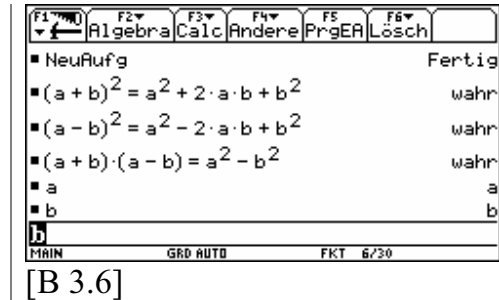 F1 F2 Algebra F3 Calc F4 Andere F5 PrgEA F6 Lösch
NeuAufg Fertig
(a + b)² = a² + 2·a·b + b² wahr
(a - b)² = a² - 2·a·b + b² wahr
(a + b)·(a - b) = a² - b² wahr
a a
b b
b
MAIN GRD AUTO FKT 6/30
[B 3.6]